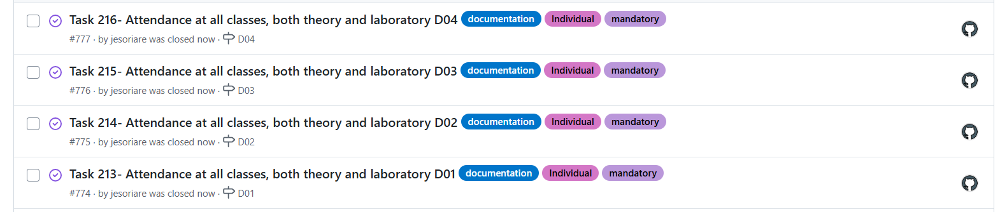 Task 216- Attendance at all classes, both theory and laboratory D04 documentation Individual mandatory
#777 · by jesoriare was closed now · D04
Task 215- Attendance at all classes, both theory and laboratory D03 documentation Individual mandatory
#776 · by jesoriare was closed now · D03
Task 214- Attendance at all classes, both theory and laboratory D02 documentation Individual mandatory
#775 · by jesoriare was closed now · D02
Task 213- Attendance at all classes, both theory and laboratory D01 documentation Individual mandatory
#774 · by jesoriare was closed now · D01